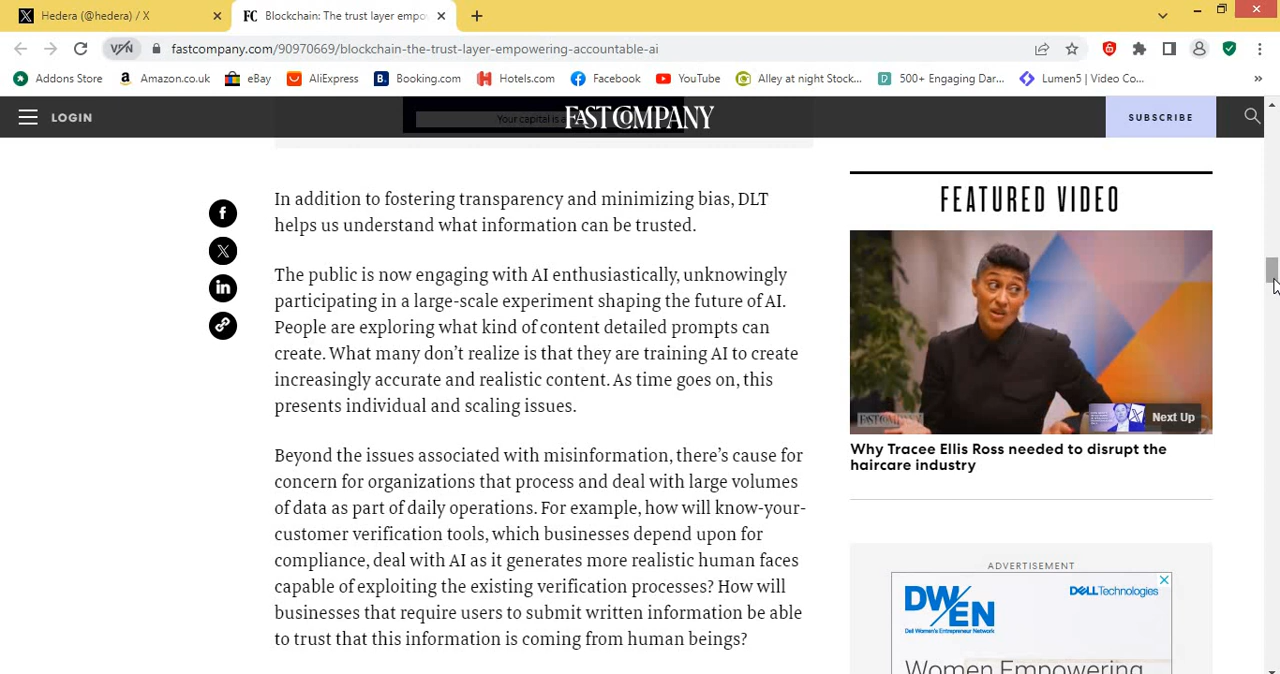 Hedera (@hedera) / X
FC Blockchain: The trust layer empo
VPN
fastcompany.com/90970669/blockchain-the-trust-layer-empowering-accountable-ai
Addons Store
Amazon.co.uk
eBay
AliExpress
Booking.com
Hotels.com
Facebook
YouTube
Alley at night Stock...
500+ Engaging Dar...
Lumen5 | Video Co...
LOGIN
Your capital is a
FAST COMPANY
SUBSCRIBE
In addition to fostering transparency and minimizing bias, DLT
helps us understand what information can be trusted.
The public is now engaging with AI enthusiastically, unknowingly
participating in a large-scale experiment shaping the future of AI.
People are exploring what kind of content detailed prompts can
create. What many don’t realize is that they are training AI to create
increasingly accurate and realistic content. As time goes on, this
presents individual and scaling issues.
Beyond the issues associated with misinformation, there’s cause for
concern for organizations that process and deal with large volumes
of data as part of daily operations. For example, how will know-your-
customer verification tools, which businesses depend upon for
compliance, deal with AI as it generates more realistic human faces
capable of exploiting the existing verification processes? How will
businesses that require users to submit written information be able
to trust that this information is coming from human beings?
FEATURED VIDEO
FAST COMPANY
Next Up
Why Tracee Ellis Ross needed to disrupt the
haircare industry
ADVERTISEMENT
DW/EN
Dell Women's Entrepreneur Network
DELLTechnologies
Women Empowering